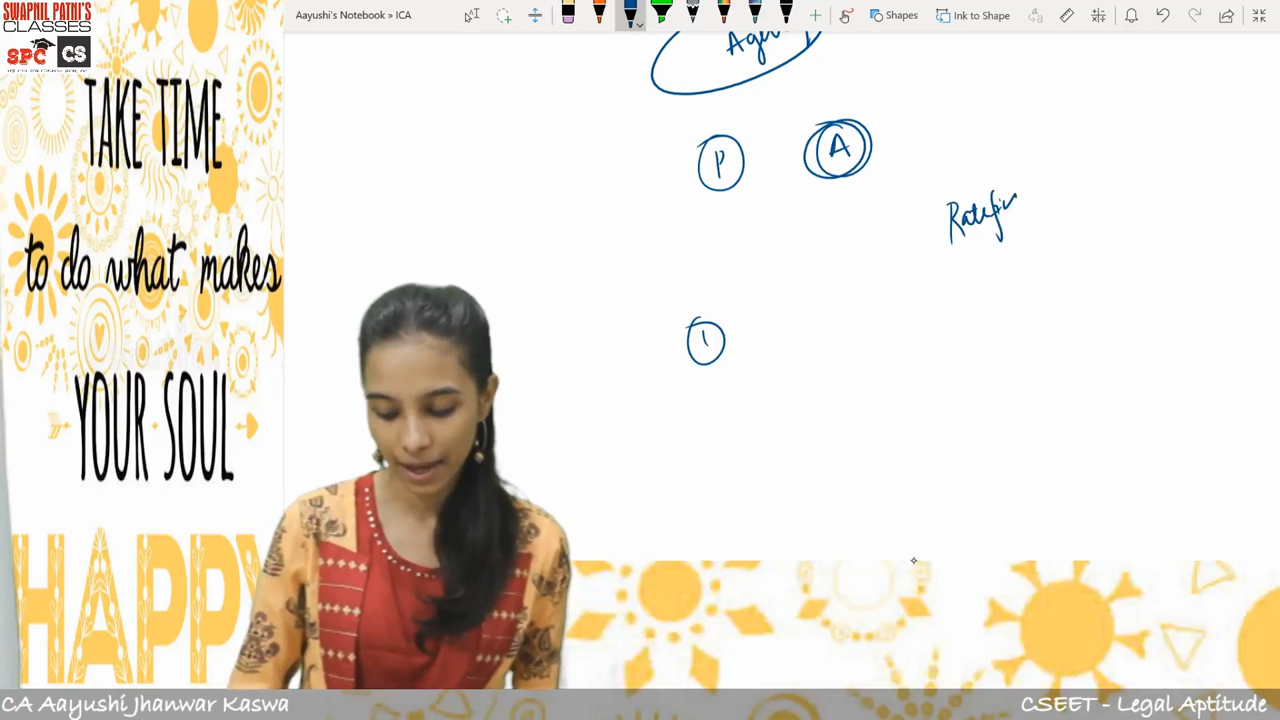 SWAPNIL PATNI'S
CLASSES
SPC CS
Aayushi's Notebook » ICA
Shapes
Ink to Shape
TAKE TIME
to do what makes
YOUR SOUL
HAPPY
P
A
1
CA Aayushi Jhanwar Kaswa
CSEET - Legal Aptitude